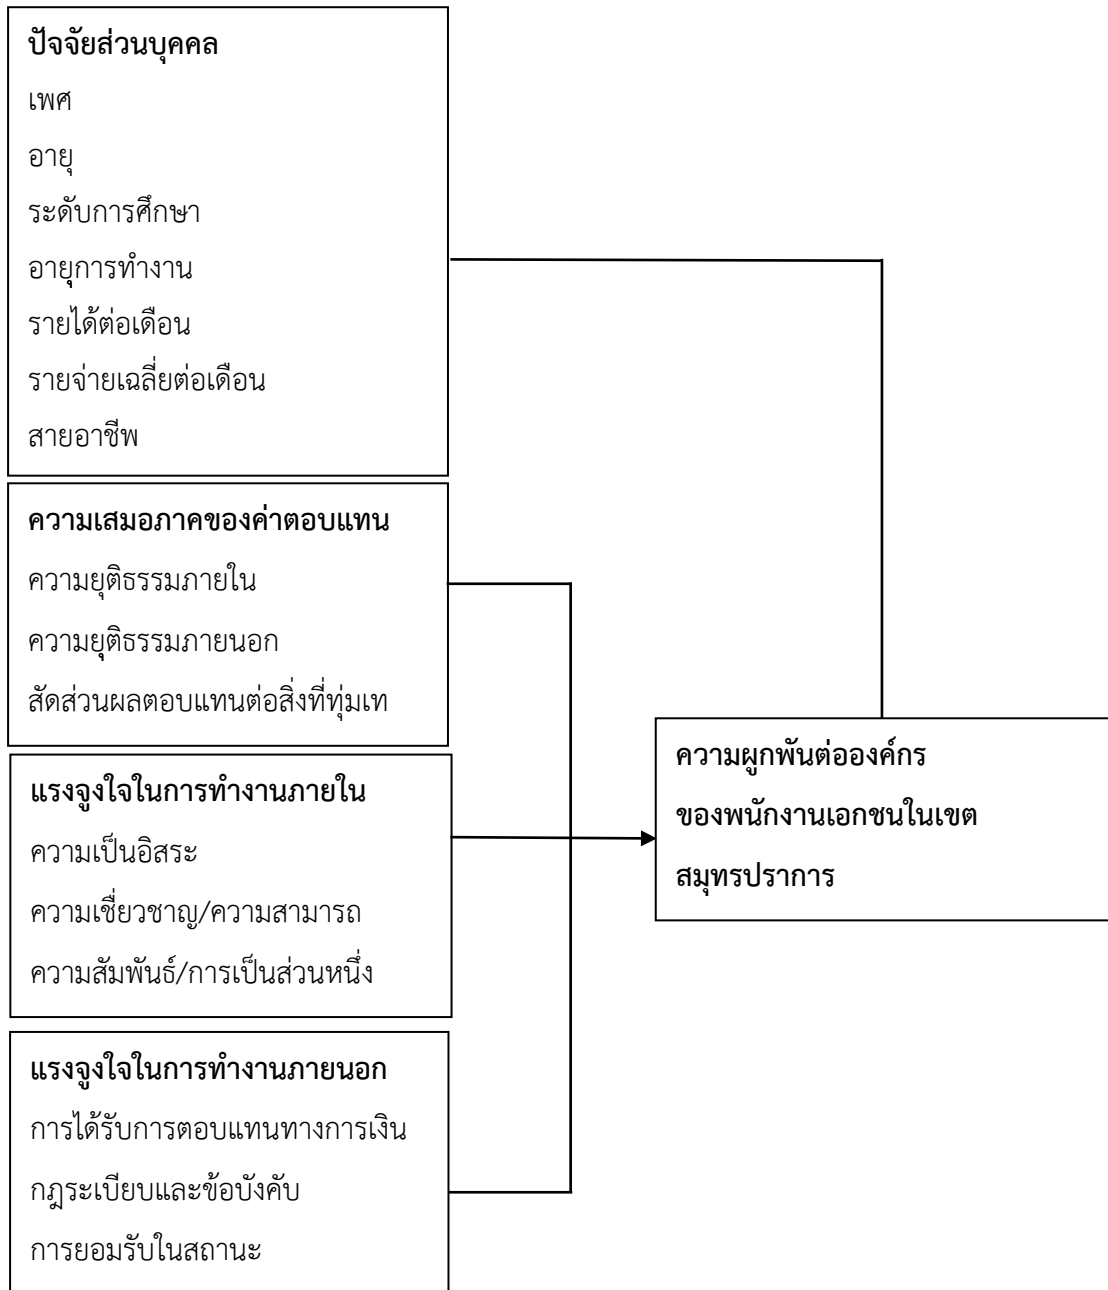 ปัจจัยส่วนบุคคล
เพศ
อายุ
ระดับการศึกษา
อายุการทำงาน
รายได้ต่อเดือน
รายจ่ายเฉลี่ยต่อเดือน
สายอาชีพ
ความเสมอภาคของค่าตอบแทน
ความยุติธรรมภายใน
ความยุติธรรมภายนอก
สัดส่วนผลตอบแทนต่อสิ่งที่ทุ่มเท
แรงจูงใจในการทำงานภายใน
ความเป็นอิสระ
ความเชี่ยวชาญ/ความสามารถ
ความสัมพันธ์/การเป็นส่วนหนึ่ง
แรงจูงใจในการทำงานภายนอก
การได้รับการตอบแทนทางการเงิน
กฎระเบียบและข้อบังคับ
การยอมรับในสถานะ
ความผูกพันต่อองค์กร
ของพนักงานเอกชนในเขต
สมุทรปราการ